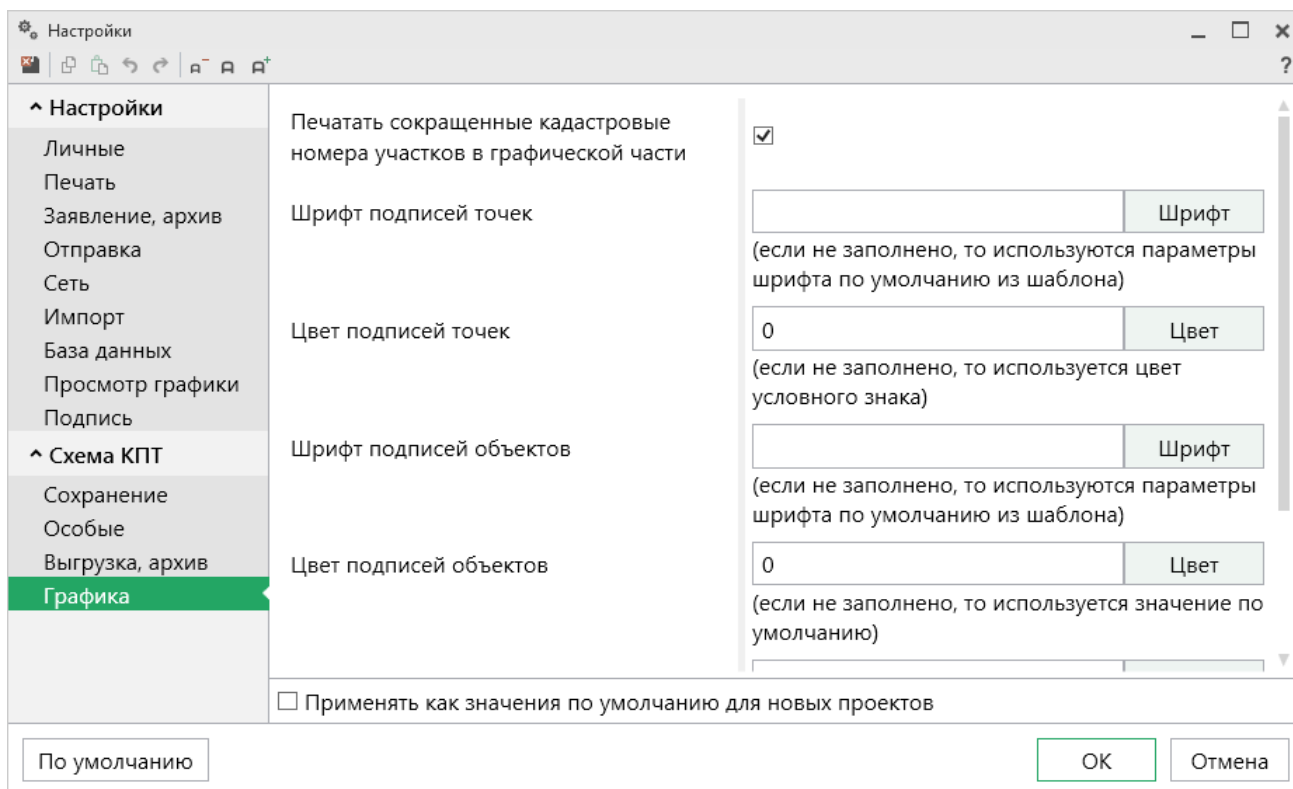 Настройки
?
Настройки
Личные
Печать
Заявление, архив
Отправка
Сеть
Импорт
База данных
Просмотр графики
Подпись
Схема КПТ
Сохранение
Особые
Выгрузка, архив
Графика
Печатать сокращенные кадастровые
номера участков в графической части
Шрифт подписей точек
Шрифт
(если не заполнено, то используются параметры
шрифта по умолчанию из шаблона)
Цвет подписей точек
0
Цвет
(если не заполнено, то используется цвет
условного знака)
Шрифт подписей объектов
Шрифт
(если не заполнено, то используются параметры
шрифта по умолчанию из шаблона)
Цвет подписей объектов
0
Цвет
(если не заполнено, то используется значение по
умолчанию)
Применять как значения по умолчанию для новых проектов
По умолчанию
ОК
Отмена